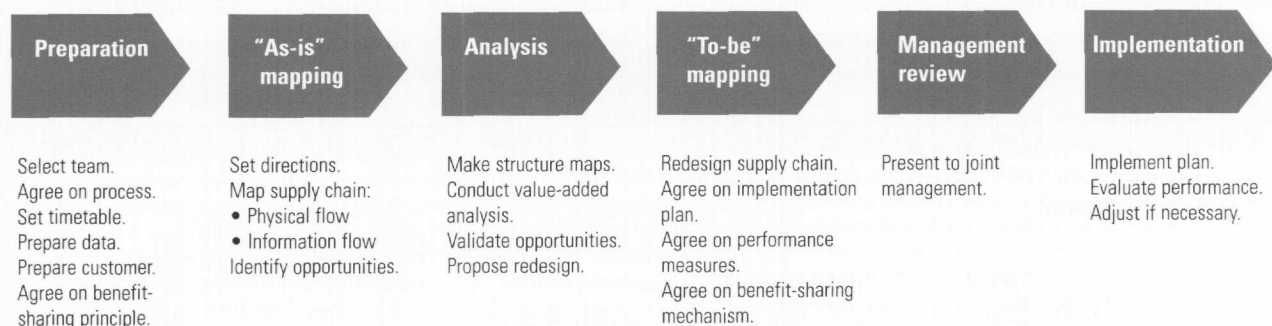 Preparation
"As-is"
mapping
Analysis
"To-be"
mapping
Management
review
Implementation
Select team.
Agree on process.
Set timetable.
Prepare data.
Prepare customer.
Agree on benefit-
sharing principle.
Set directions.
Map supply chain:
• Physical flow
• Information flow
Identify opportunities.
Make structure maps.
Conduct value-added
analysis.
Validate opportunities.
Propose redesign.
Redesign supply chain.
Agree on implementation
plan.
Agree on performance
measures.
Agree on benefit-sharing
mechanism.
Present to joint
management.
Implement plan.
Evaluate performance.
Adjust if necessary.